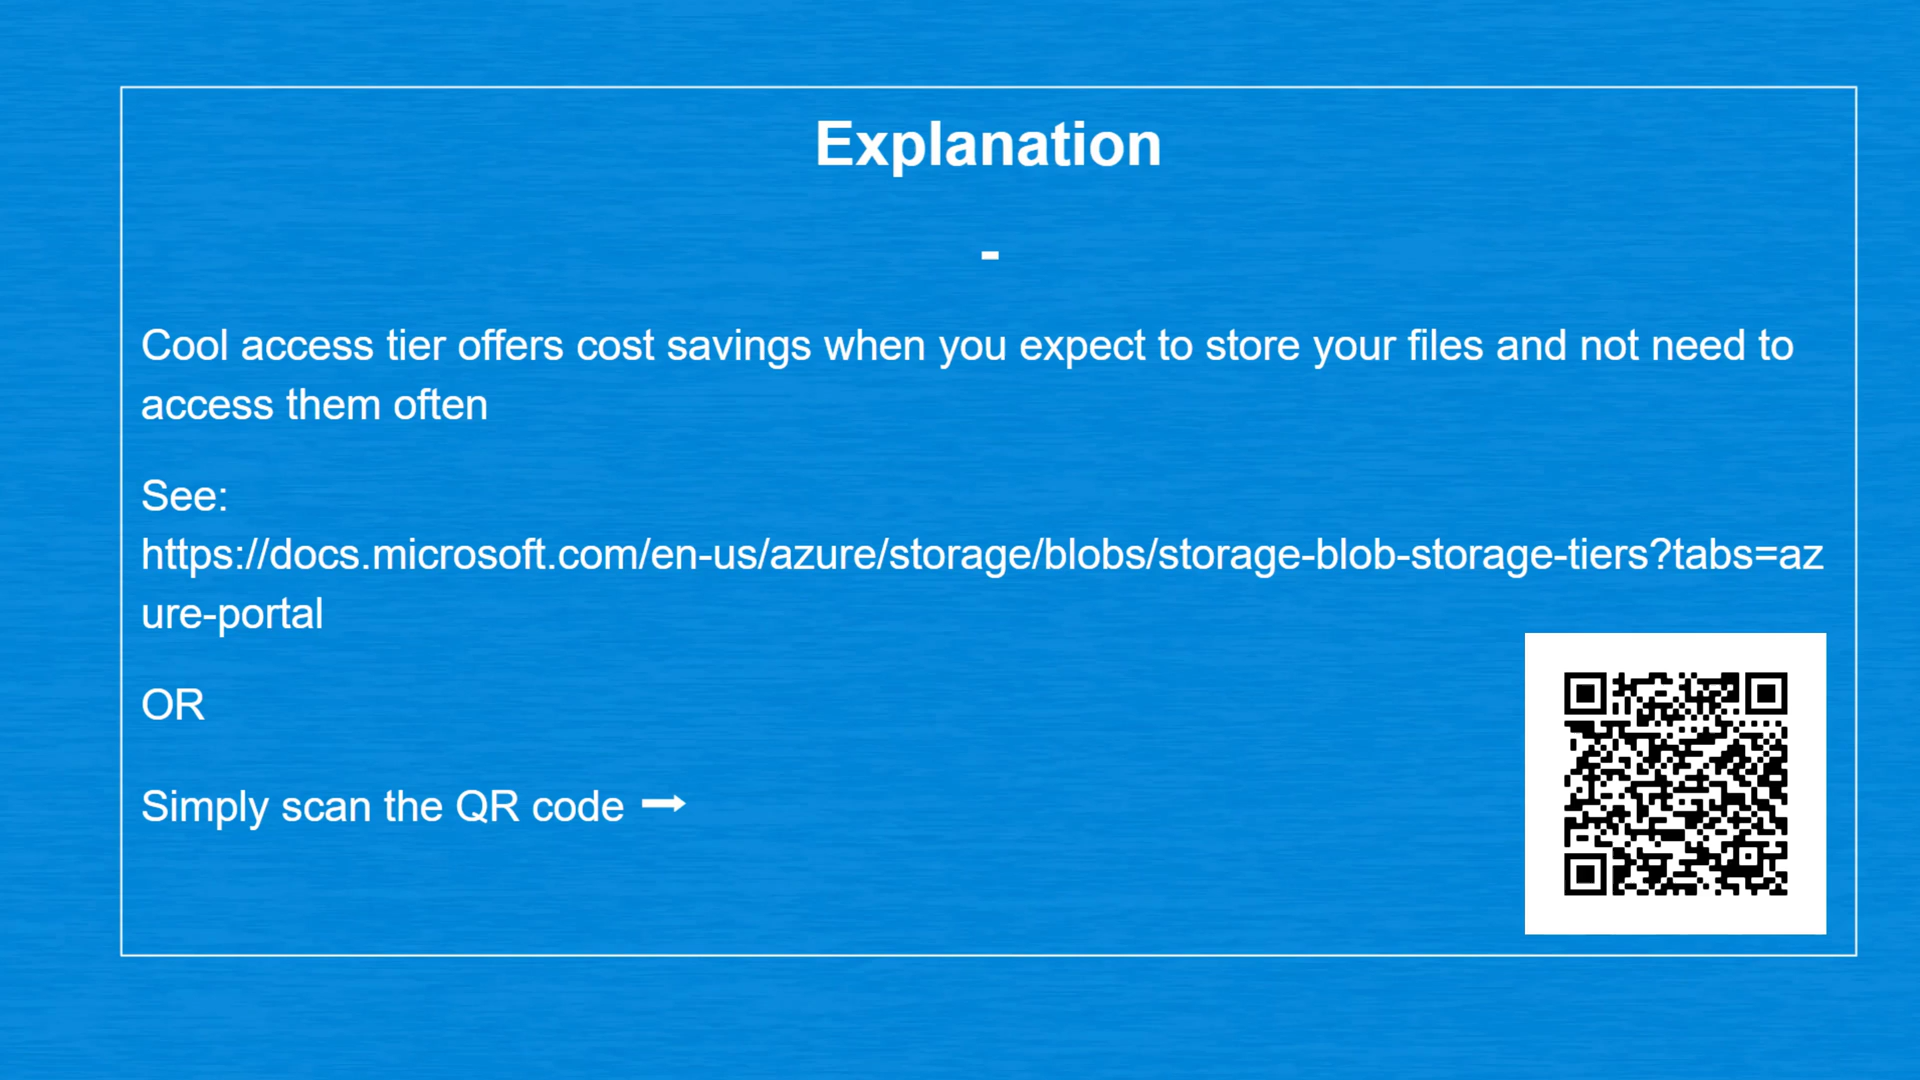 Explanation
-
Cool access tier offers cost savings when you expect to store your files and not need to
access them often
See:
https://docs.microsoft.com/en-us/azure/storage/blobs/storage-blob-storage-tiers?tabs=az
ure-portal
OR
Simply scan the QR code ➞